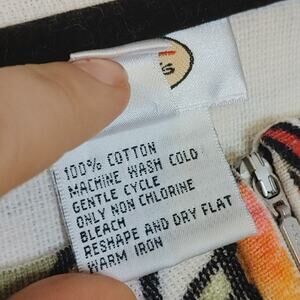 100% COTTON
MACHINE WASH COLD
GENTLE CYCLE
ONLY NON CHLORINE
BLEACH
RESHAPE AND DRY FLAT
WARM IRON